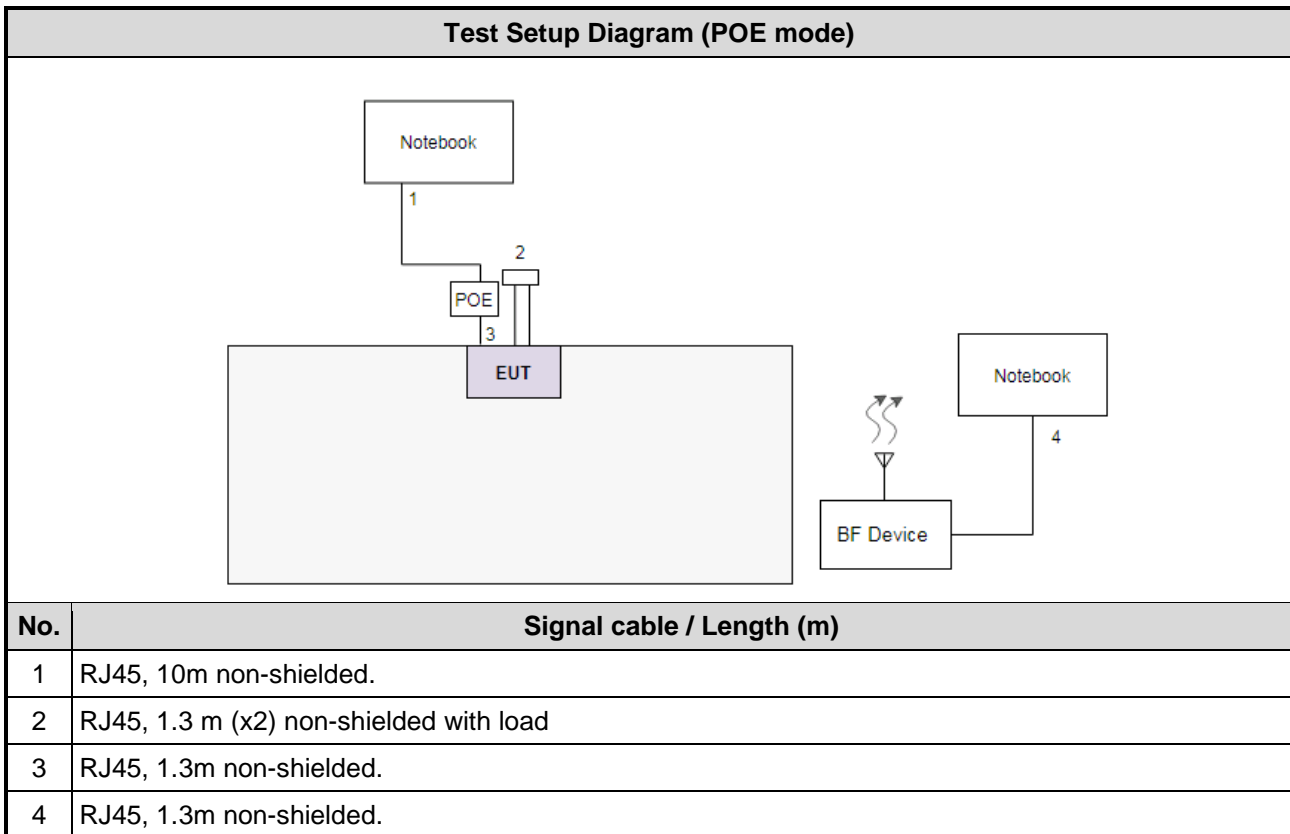 Test Setup Diagram (POE mode)
Notebook
1
2
POE
3
EUT
Notebook
4
BF Device
No. Signal cable / Length (m)
1 RJ45, 10m non-shielded.
2 RJ45, 1.3 m (x2) non-shielded with load
3 RJ45, 1.3m non-shielded.
4 RJ45, 1.3m non-shielded.